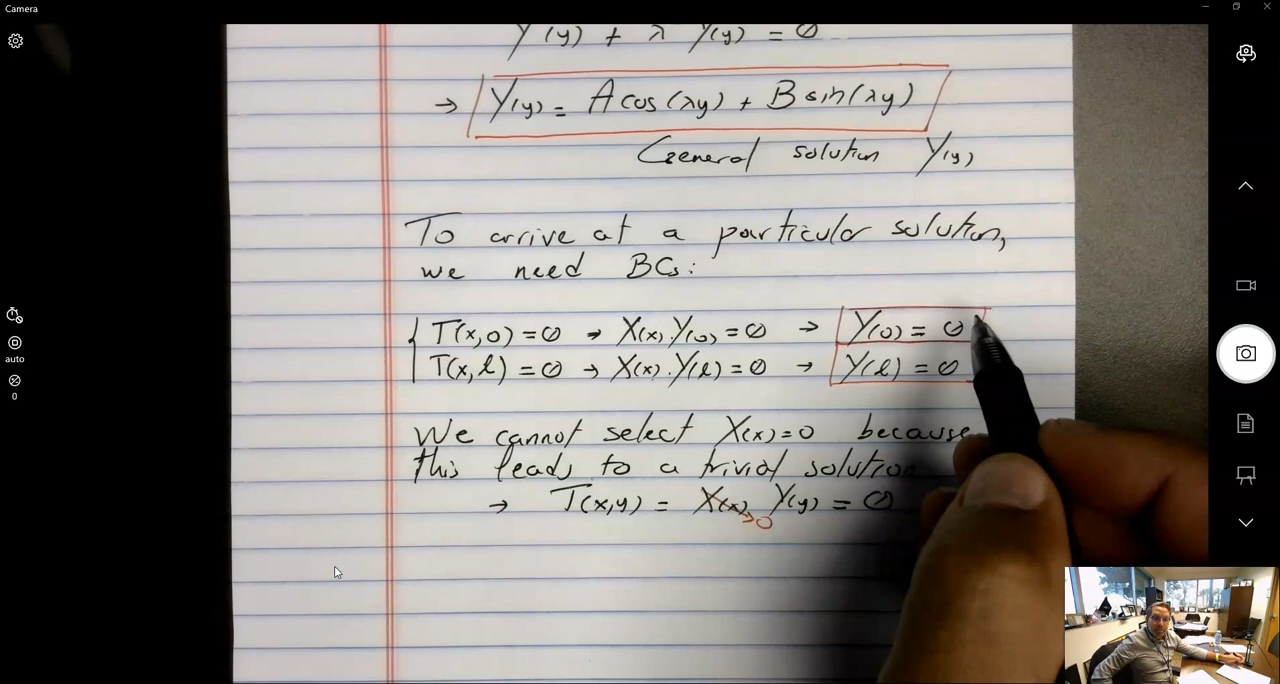 Camera
Y(y) + λ Y(y) = 0
→ Y(y) = A cos(λy) + B sin(λy)
General solution Y(y)
To arrive at a particular solution,
we need BCs:
T(x,0) = 0 → X(x).Y(0) = 0 → Y(0) = 0
T(x,l) = 0 → X(x).Y(l) = 0 → Y(l) = 0
We cannot select X(x)=0 because
this leads to a trivial solution
→ T(x,y) = X(x) Y(y) = 0
0
auto
0